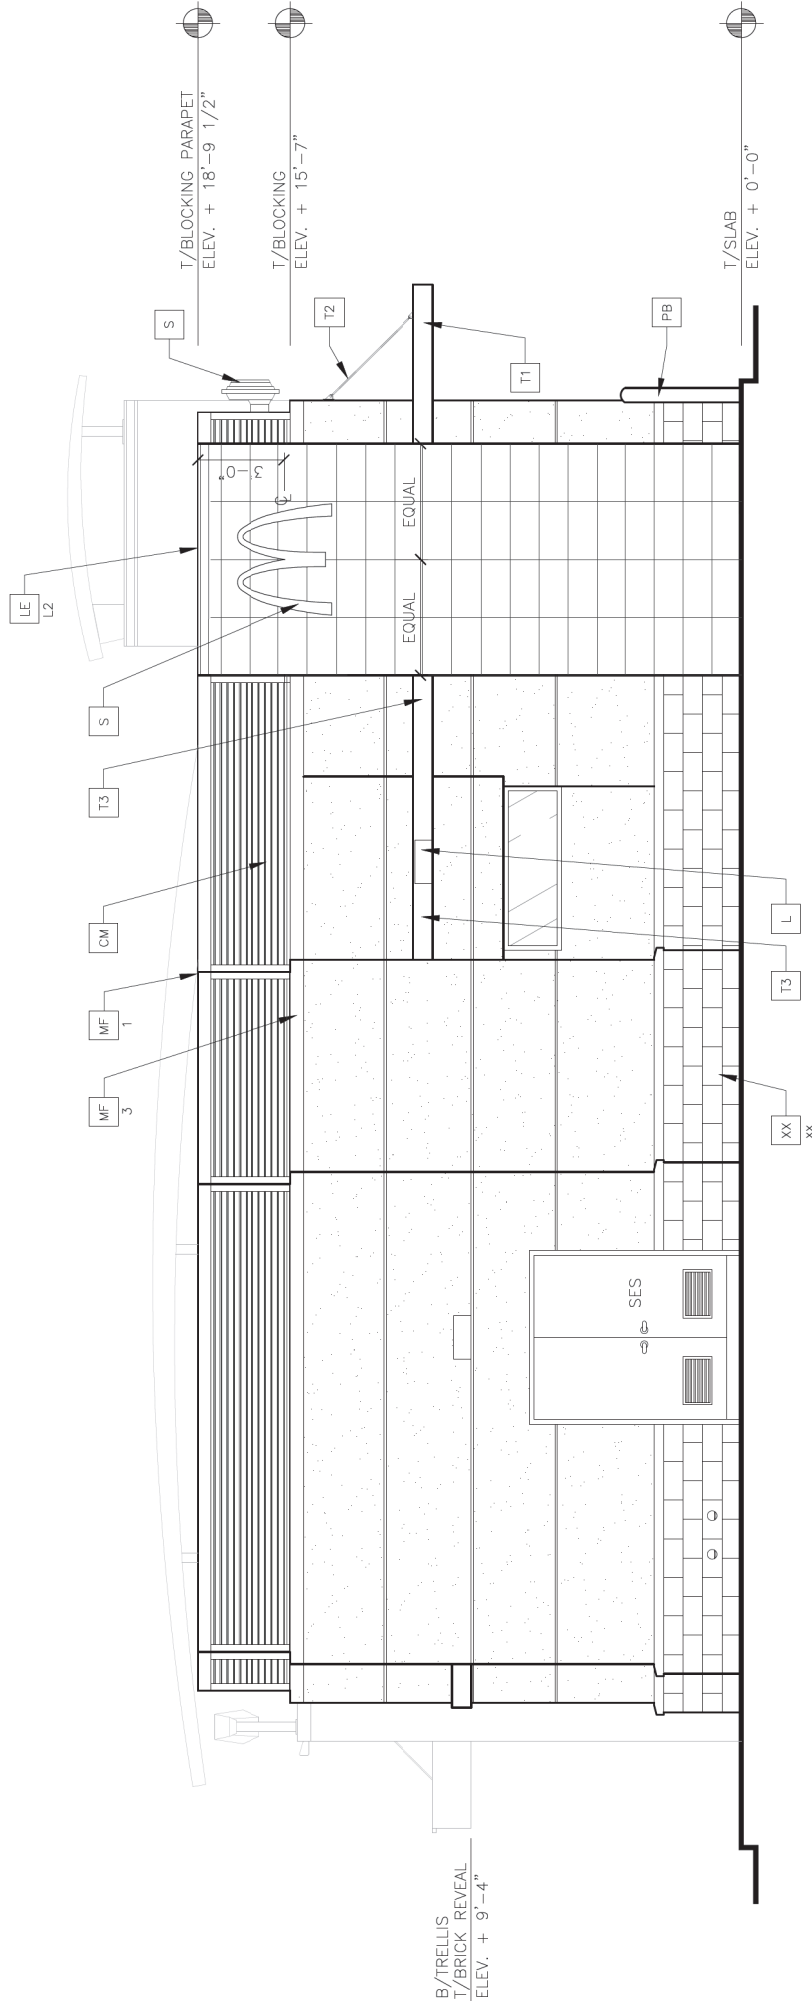 T/BLOCKING PARAPET
ELEV. + 18'-9 1/2"
T/BLOCKING
ELEV. + 15'-7"
T/SLAB
ELEV. + 0'-0"
B/TRELLIS
T/BRICK REVEAL
ELEV. + 9'-4"
MF
3
MF
1
CM
T3
S
LE
L2
S
T2
T1
PB
3'-0"
CL
EQUAL
EQUAL
SES
XX
XX
T3
L